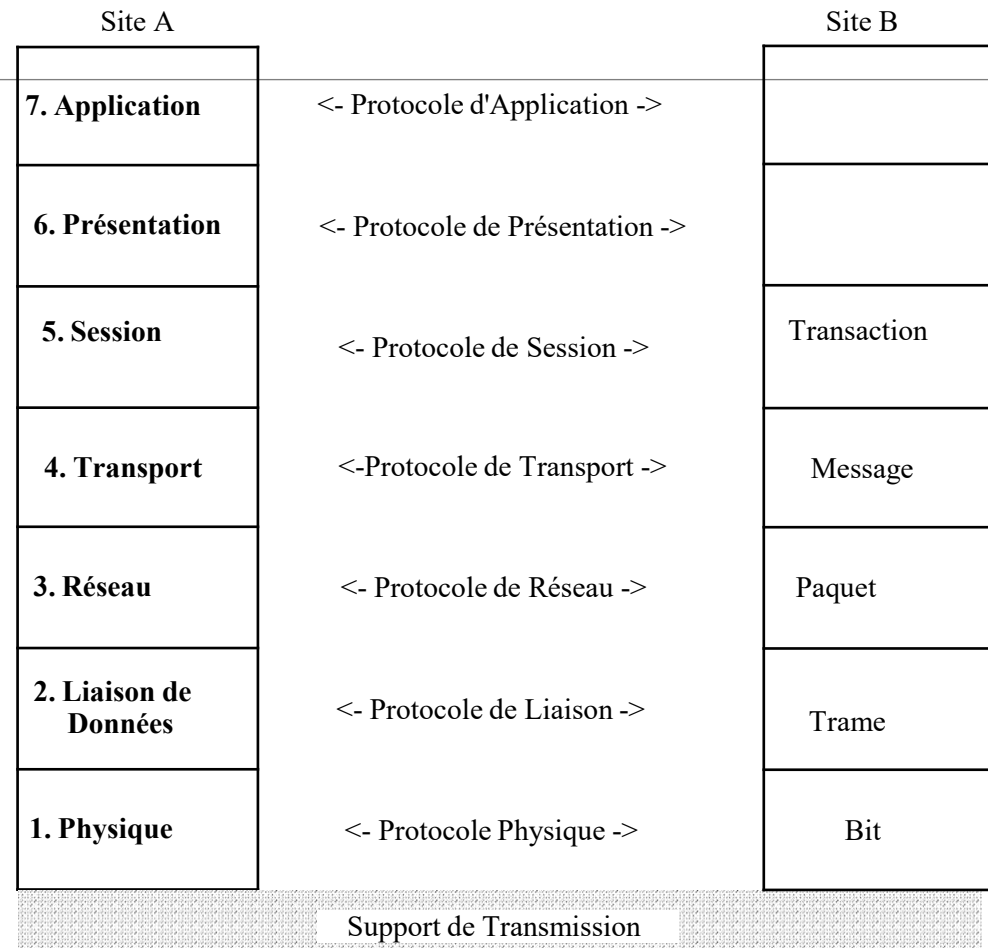 Site A
Site B
7. Application
<- Protocole d'Application ->
6. Présentation
<- Protocole de Présentation ->
5. Session
<- Protocole de Session ->
Transaction
4. Transport
<-Protocole de Transport ->
Message
3. Réseau
<- Protocole de Réseau ->
Paquet
2. Liaison de
Données
<- Protocole de Liaison ->
Trame
1. Physique
<- Protocole Physique ->
Bit
Support de Transmission